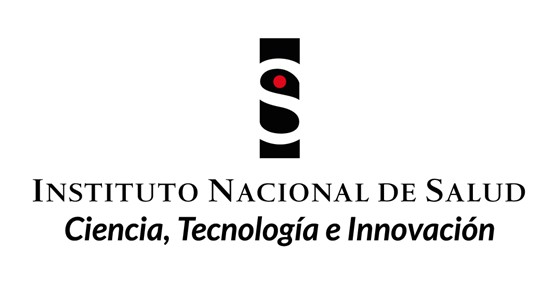 INSTITUTO NACIONAL DE SALUD
Ciencia, Tecnología e Innovación